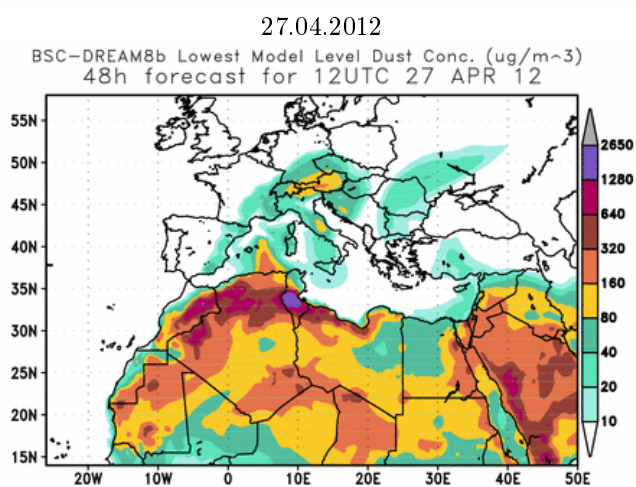 27.04.2012
BSC-DREAM8b Lowest Model Level Dust Conc. (ug/m^3)
48h forecast for 12UTC 27 APR 12
55N
50N
45N
40N
35N
30N
25N
20N
15N
20W
10W
0
10E
20E
30E
40E
50E
2650
1280
640
320
160
80
40
20
10